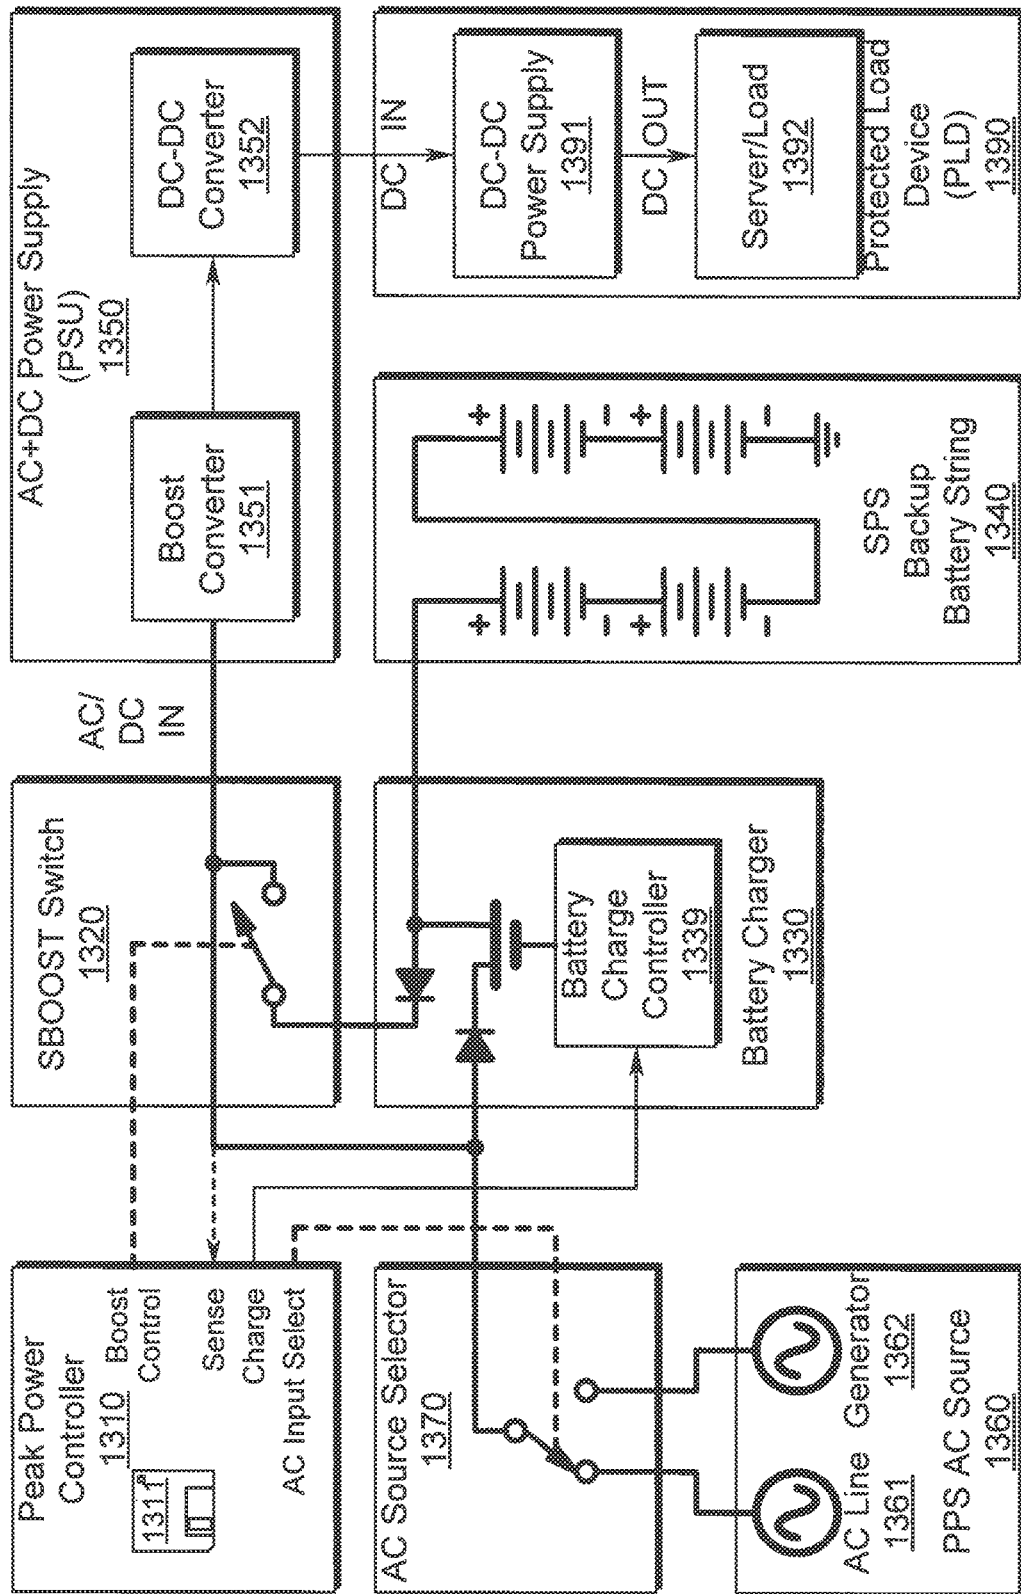 Peak Power
Controller
1310
1311
Boost
Control
Sense
Charge
AC Input Select
SBOOST Switch
1320
AC/
DC
IN
AC+DC Power Supply
(PSU)
1350
Boost
Converter
1351
DC-DC
Converter
1352
AC Source Selector
1370
Battery
Charge
Controller
1339
Battery Charger
1330
+
-
+
-
+
-
+
-
SPS
Backup
Battery String
1340
DC IN
DC-DC
Power Supply
1391
DC OUT
Server/Load
1392
Protected Load
Device
(PLD)
1390
AC Line
1361
Generator
1362
PPS AC Source
1360